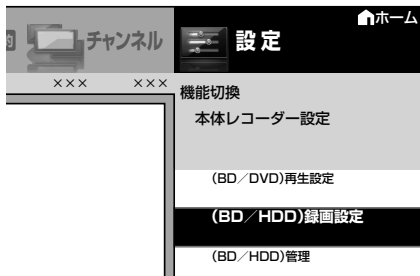 ホーム
的
チャンネル
設定
×××　×××
機能切換
本体レコーダー設定
(BD／DVD)再生設定
(BD／HDD)録画設定
(BD／HDD)管理